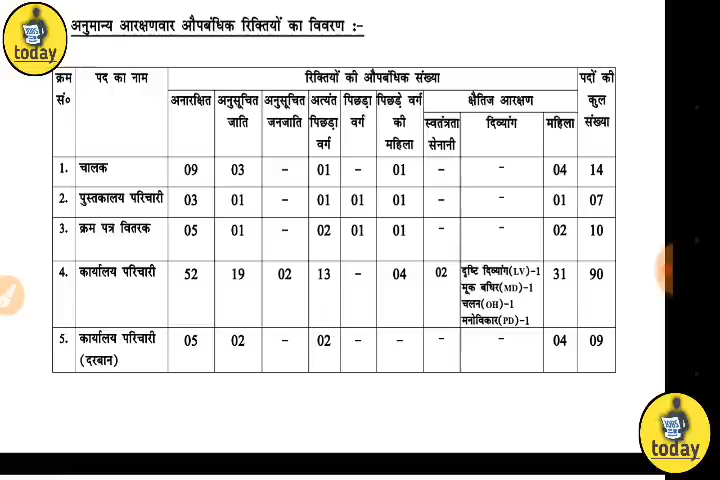 JOBS
today
अनुमान्य आरक्षणवार औपबंधिक रिक्तियों का विवरण :-
क्रम सं० | पद का नाम | रिक्तियों की औपबंधिक संख्या | पदों की कुल संख्या
अनारक्षित | अनुसूचित जाति | अनुसूचित जनजाति | अत्यंत पिछड़ा वर्ग | पिछड़ा वर्ग | पिछड़े वर्ग की महिला | क्षैतिज आरक्षण
स्वतंत्रता सेनानी | दिव्यांग | महिला
1. | चालक | 09 | 03 | - | 01 | - | 01 | - | - | 04 | 14
2. | पुस्तकालय परिचारी | 03 | 01 | - | 01 | 01 | 01 | - | - | 01 | 07
3. | क्रम पत्र वितरक | 05 | 01 | - | 02 | 01 | 01 | - | - | 02 | 10
4. | कार्यालय परिचारी | 52 | 19 | 02 | 13 | - | 04 | 02 | दृष्टि दिव्यांग(LV)-1 | 31 | 90
मूक बधिर(MD)-1
चलन(OH)-1
मनोविकार(PD)-1
5. | कार्यालय परिचारी | 05 | 02 | - | 02 | - | - | - | - | 04 | 09
(दरबान)
JOBS
today